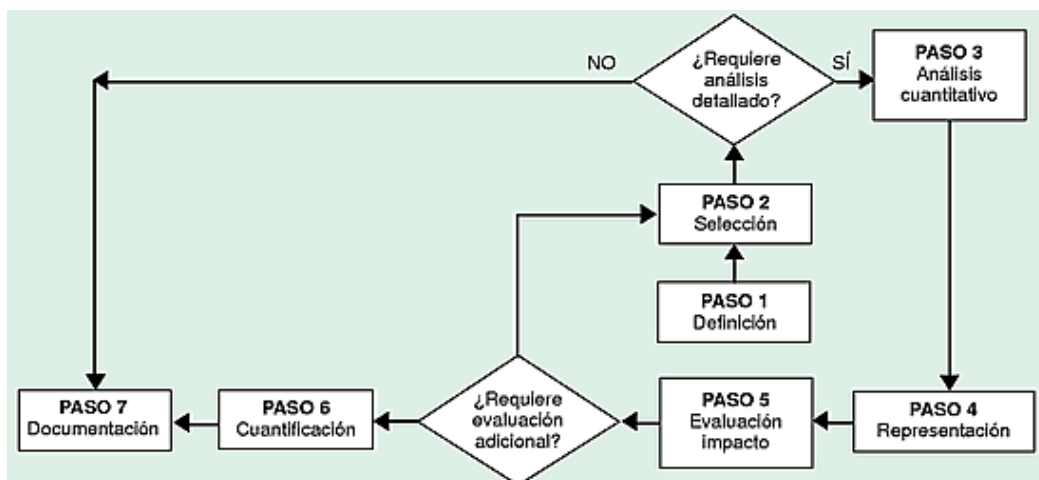 ¿Requiere
análisis
detallado?
NO
SÍ
PASO 3
Análisis
cuantitativo
PASO 2
Selección
PASO 1
Definición
PASO 7
Documentación
PASO 6
Cuantificación
¿Requiere
evaluación
adicional?
PASO 5
Evaluación
impacto
PASO 4
Representación